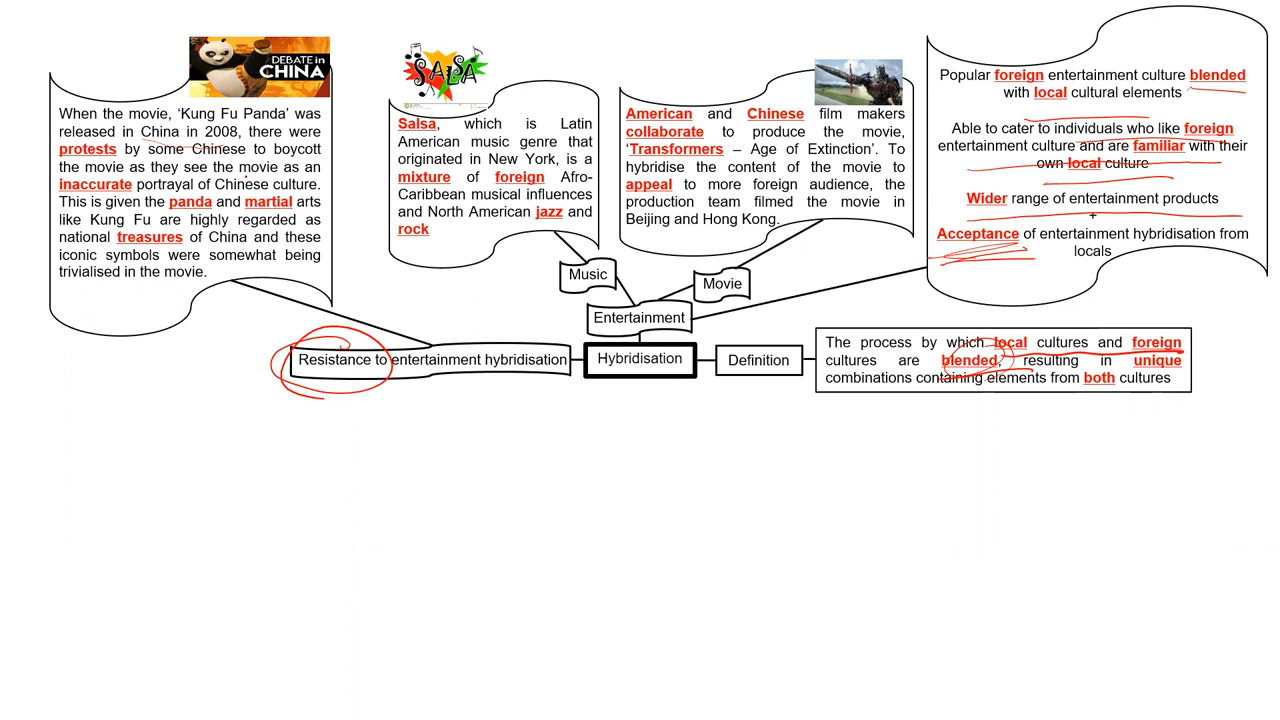 DEBATE in
CHINA
When the movie, ‘Kung Fu Panda’ was
released in China in 2008, there were
protests by some Chinese to boycott
the movie as they see the movie as an
inaccurate portrayal of Chinese culture.
This is given the panda and martial arts
like Kung Fu are highly regarded as
national treasures of China and these
iconic symbols were somewhat being
trivialised in the movie.
SALSA
Salsa, which is Latin
American music genre that
originated in New York, is a
mixture of foreign Afro-
Caribbean musical influences
and North American jazz and
rock
American and Chinese film makers
collaborate to produce the movie,
‘Transformers – Age of Extinction’. To
hybridise the content of the movie to
appeal to more foreign audience, the
production team filmed the movie in
Beijing and Hong Kong.
Popular foreign entertainment culture blended
with local cultural elements
Able to cater to individuals who like foreign
entertainment culture and are familiar with their
own local culture
Wider range of entertainment products
+
Acceptance of entertainment hybridisation from
locals
Music
Movie
Entertainment
Resistance to entertainment hybridisation
Hybridisation
Definition
The process by which local cultures and foreign
cultures are blended, resulting in unique
combinations containing elements from both cultures